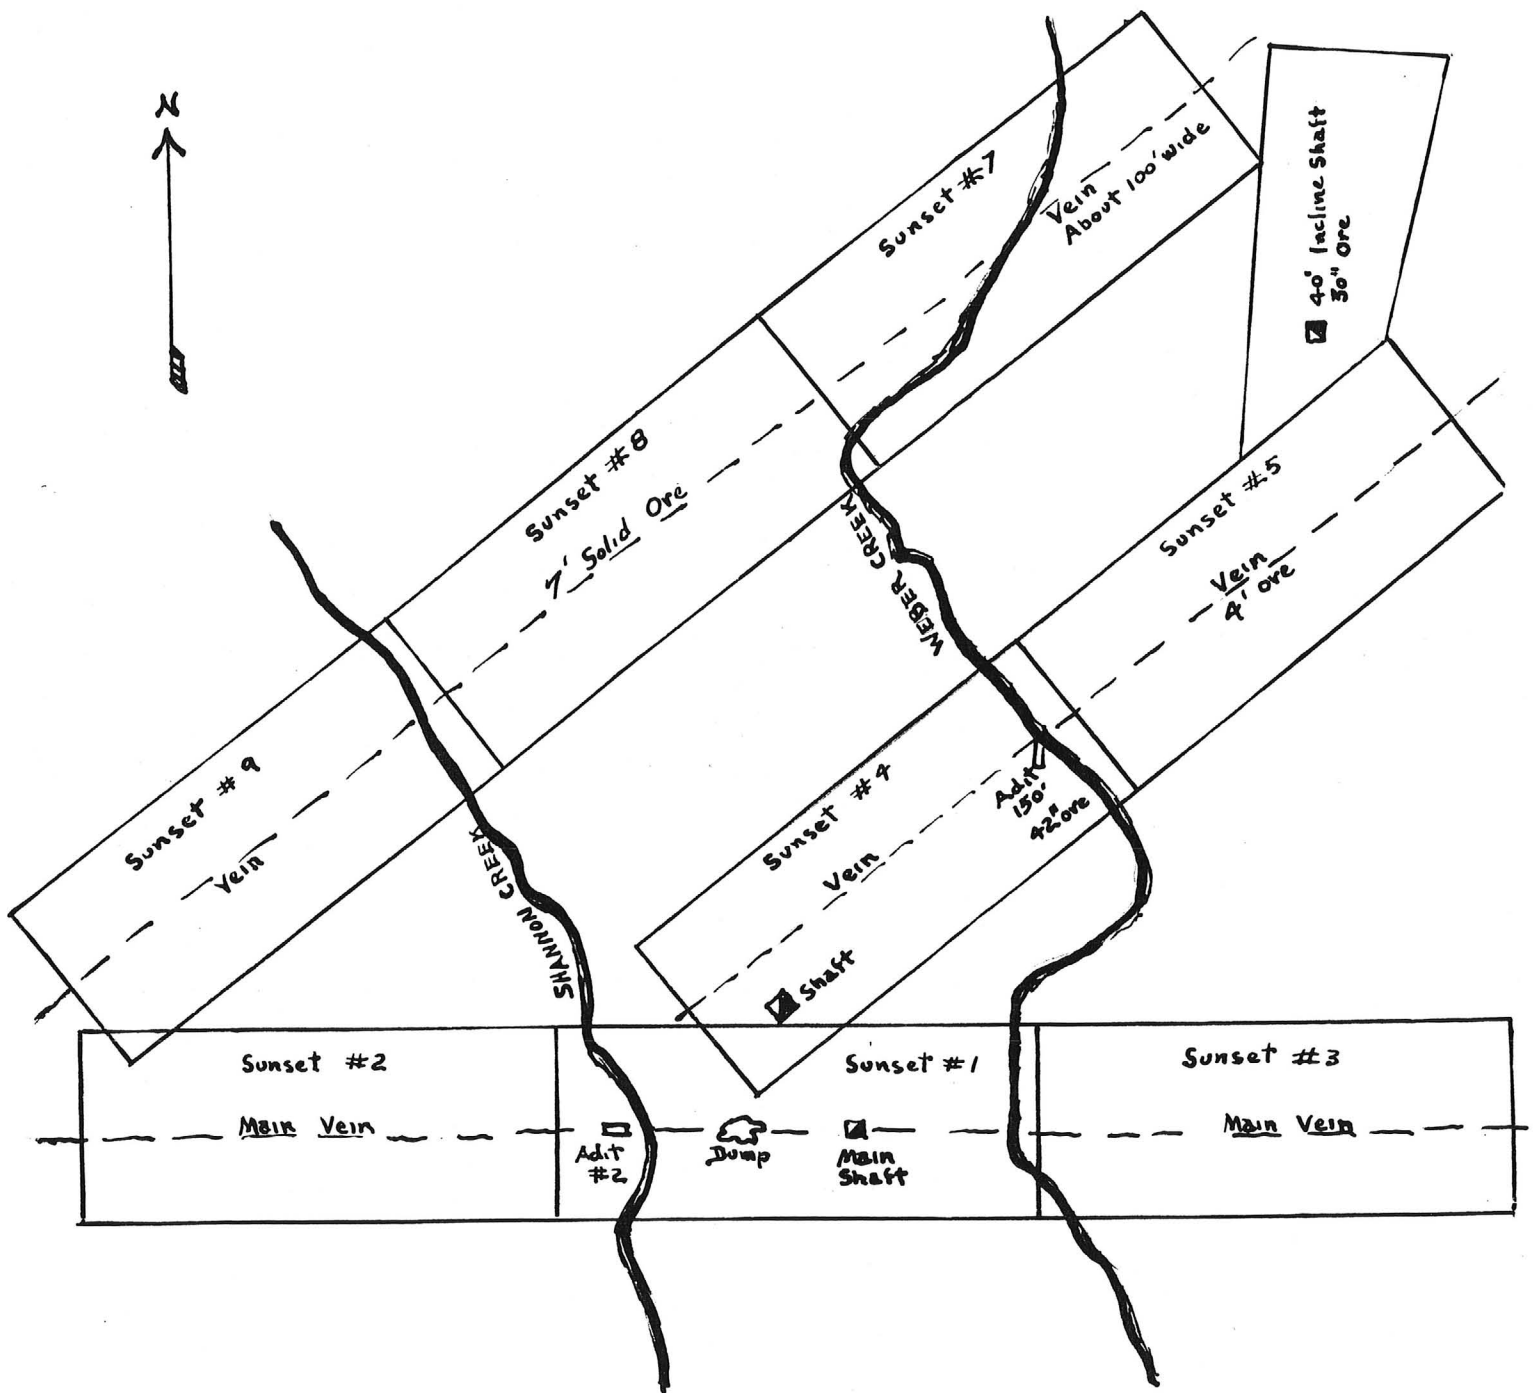 N
Sunset #7
Vein
About 100' wide
40' Incline Shaft
30" Ore
Sunset #8
7' Solid Ore
WEBER CREEK
Sunset #5
Vein
4' ore
Sunset #9
Vein
SHANNON CREEK
Sunset #4
Vein
Adit
150'
42" ore
Shaft
Sunset #2
Main Vein
Sunset #1
Adit
#2
Dump
Main
Shaft
Sunset #3
Main Vein